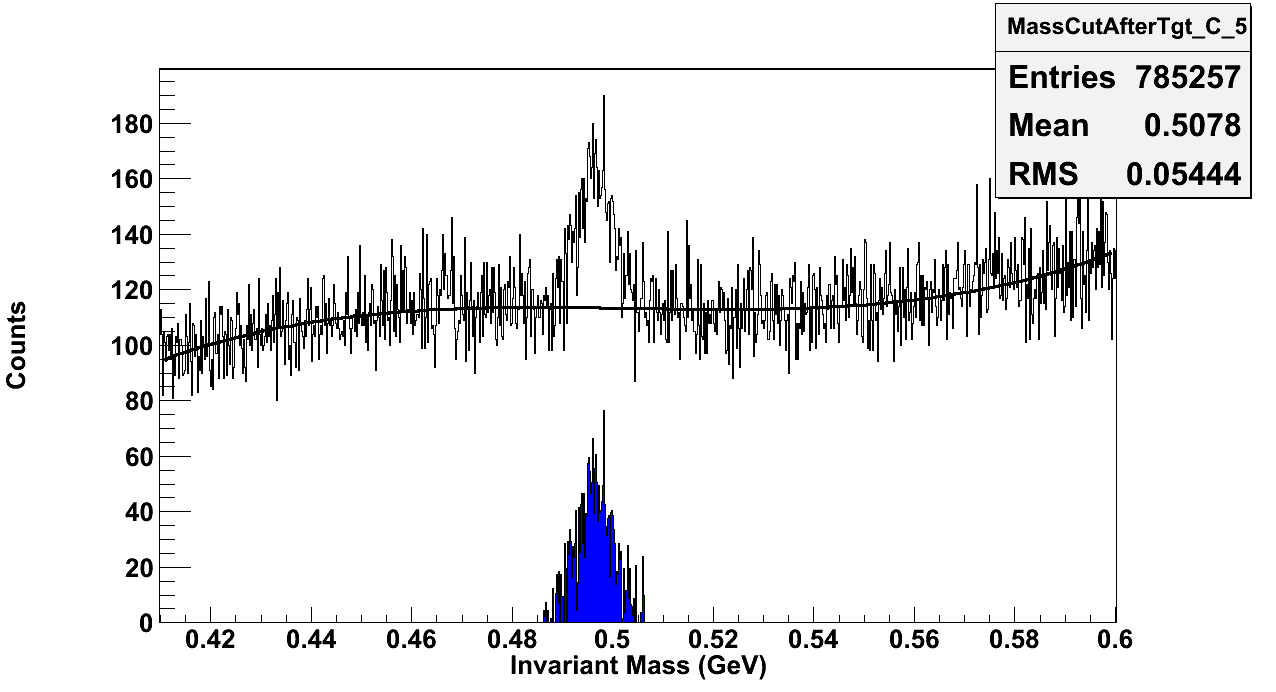 MassCutAfterTgt_C_5
Entries 785257
Mean 0.5078
RMS 0.05444
Counts
180
160
140
120
100
80
60
40
20
0
0.42 0.44 0.46 0.48 0.5 0.52 0.54 0.56 0.58 0.6
Invariant Mass (GeV)